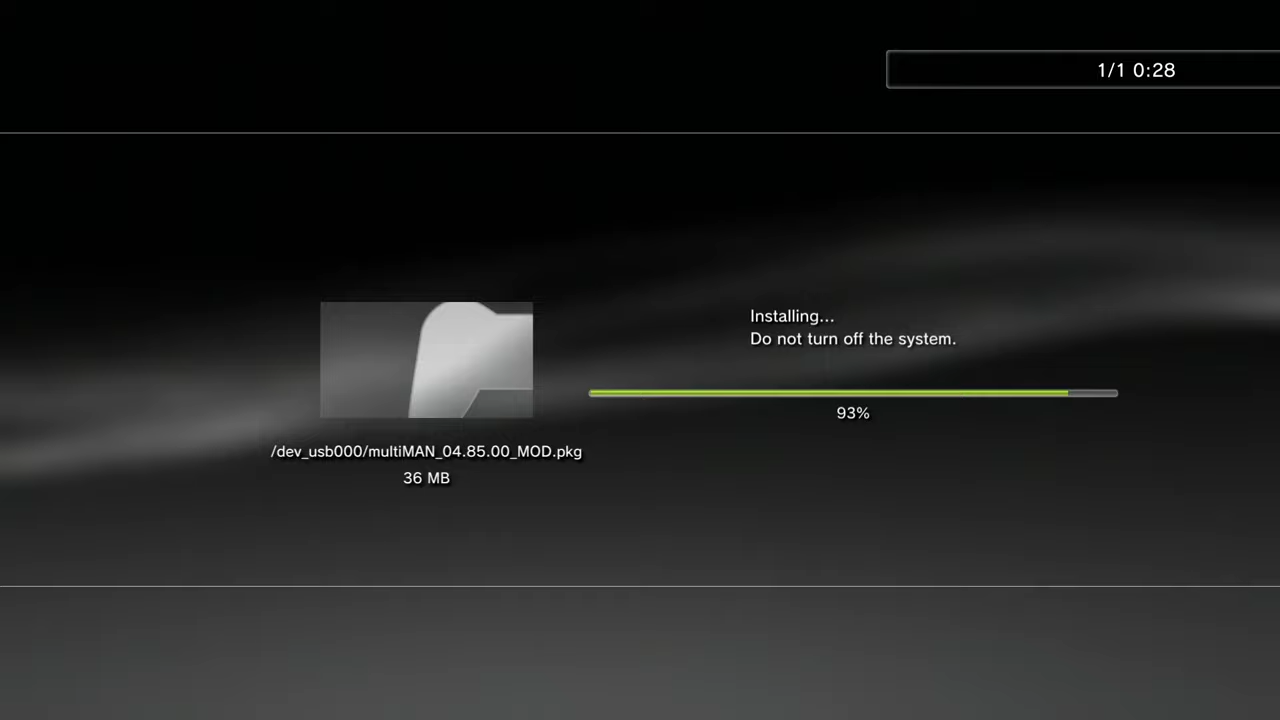 1/1 0:28
Installing...
Do not turn off the system.
93%
/dev_usb000/multiMAN_04.85.00_MOD.pkg
36 MB